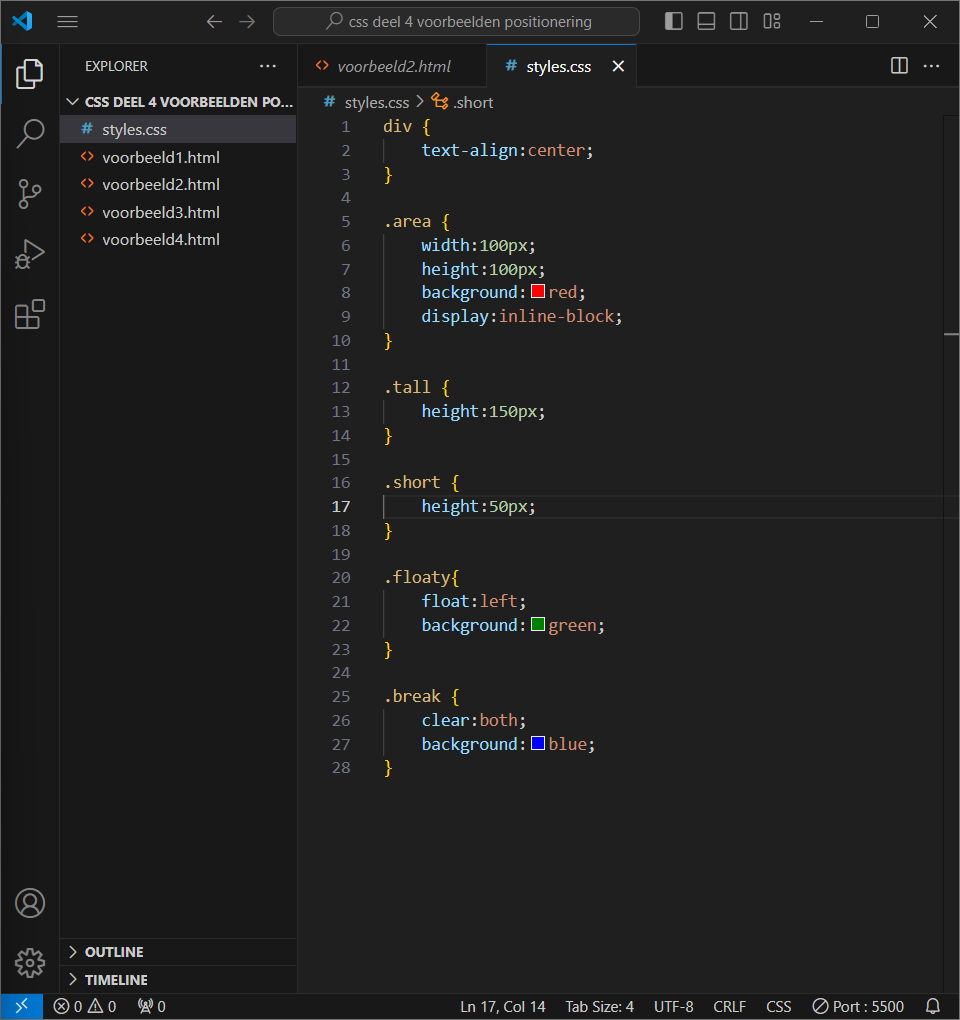 css deel 4 voorbeelden positionering
EXPLORER ...
CSS DEEL 4 VOORBEELDEN PO...
# styles.css
<> voorbeeld1.html
<> voorbeeld2.html
<> voorbeeld3.html
<> voorbeeld4.html
OUTLINE
TIMELINE
<> voorbeeld2.html # styles.css
# styles.css > .short
1 div {
2 text-align:center;
3 }
4
5 .area {
6 width:100px;
7 height:100px;
8 background:red;
9 display:inline-block;
10 }
11
12 .tall {
13 height:150px;
14 }
15
16 .short {
17 height:50px;
18 }
19
20 .floaty{
21 float:left;
22 background:green;
23 }
24
25 .break {
26 clear:both;
27 background:blue;
28 }
0 0 0 Ln 17, Col 14 Tab Size: 4 UTF-8 CRLF CSS Port : 5500